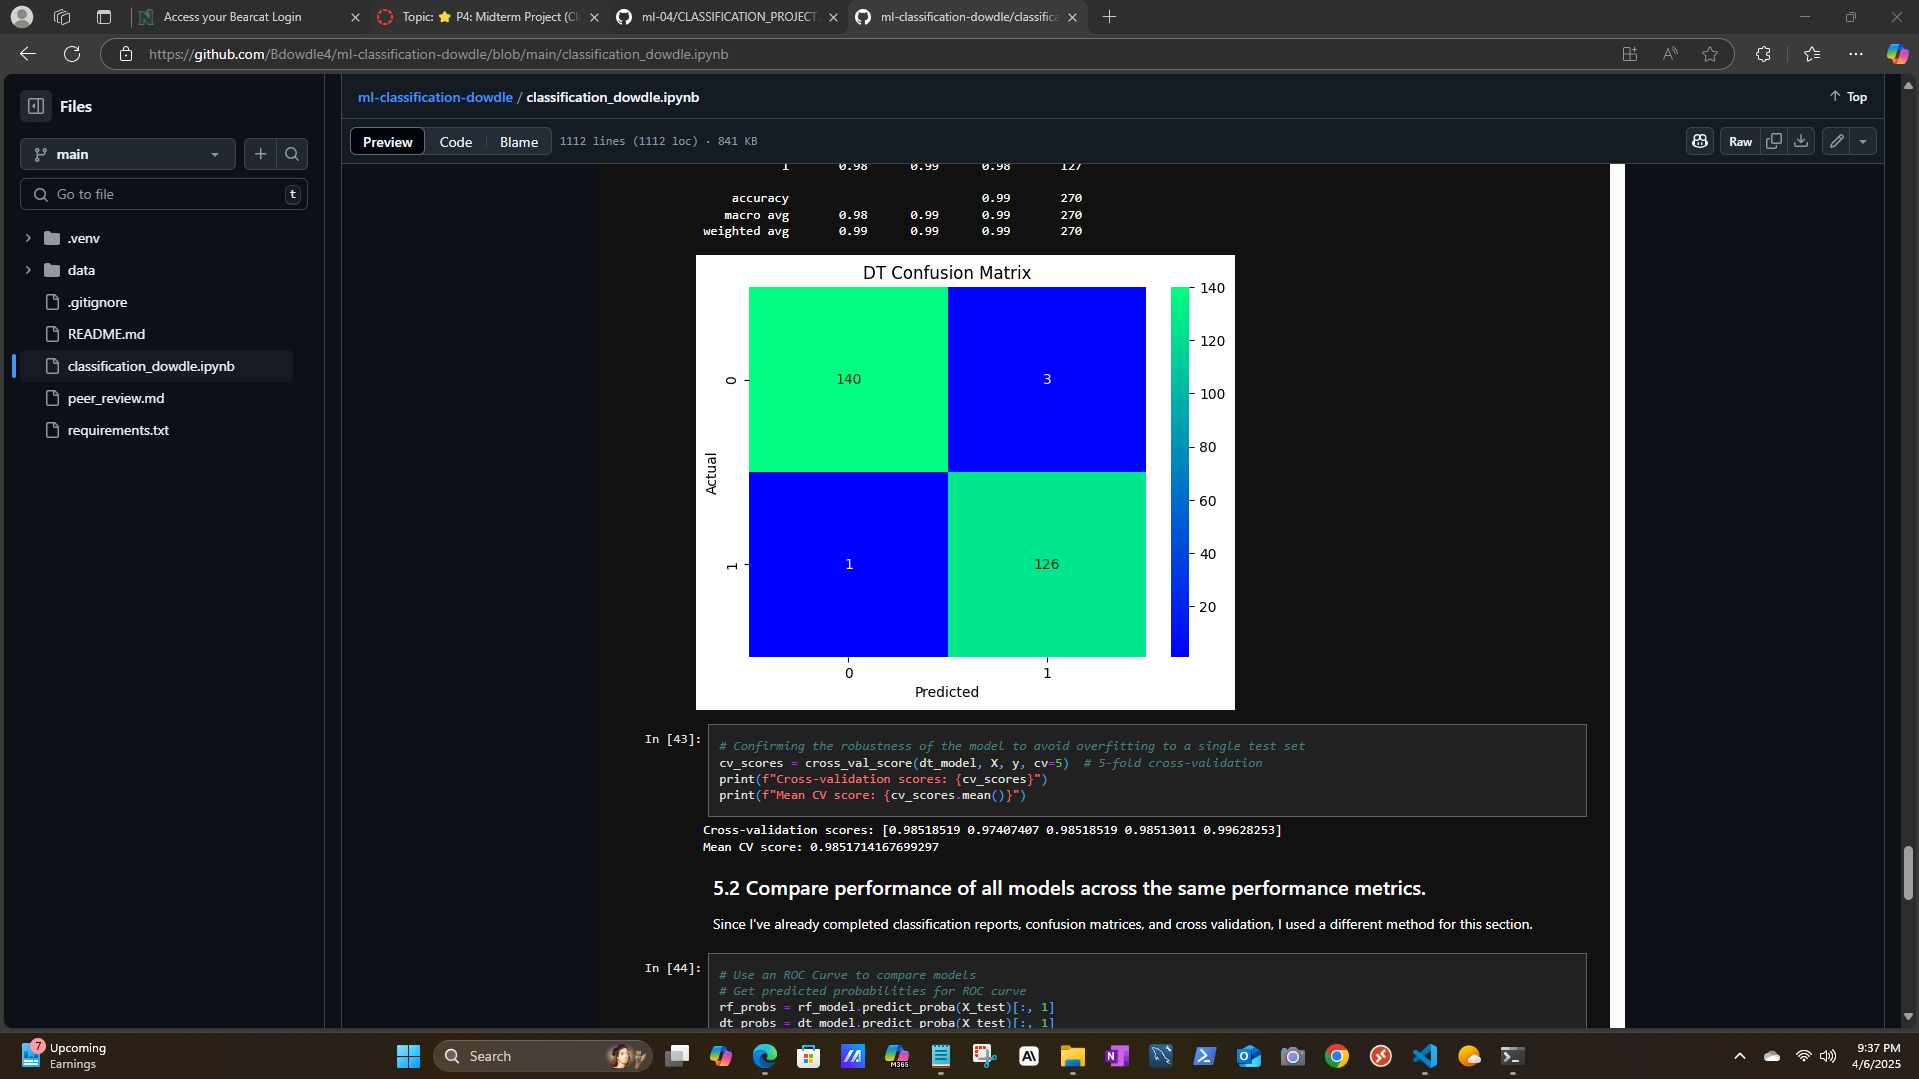 Access your Bearcat Login
Topic: ⭐ P4: Midterm Project (Cl
ml-04/CLASSIFICATION_PROJECT.
ml-classification-dowdle/classific
https://github.com/Bdowdle4/ml-classification-dowdle/blob/main/classification_dowdle.ipynb
Files
main
Go to file
t
.venv
data
.gitignore
README.md
classification_dowdle.ipynb
peer_review.md
requirements.txt
ml-classification-dowdle / classification_dowdle.ipynb
Top
Preview
Code
Blame
1112 lines (1112 loc) · 841 KB
Raw
1 0.98 0.99 0.98 127
accuracy 0.99 270
macro avg 0.98 0.99 0.99 270
weighted avg 0.99 0.99 0.99 270
DT Confusion Matrix
140 3
1 126
0
1
Actual
0 1
Predicted
140
120
100
80
60
40
20
In [43]:
# Confirming the robustness of the model to avoid overfitting to a single test set
cv_scores = cross_val_score(dt_model, X, y, cv=5)  # 5-fold cross-validation
print(f"Cross-validation scores: {cv_scores}")
print(f"Mean CV score: {cv_scores.mean()}")
Cross-validation scores: [0.98518519 0.97407407 0.98518519 0.98513011 0.99628253]
Mean CV score: 0.9851714167699297
5.2 Compare performance of all models across the same performance metrics.
Since I've already completed classification reports, confusion matrices, and cross validation, I used a different method for this section.
In [44]:
# Use an ROC Curve to compare models
# Get predicted probabilities for ROC curve
rf_probs = rf_model.predict_proba(X_test)[:, 1]
dt_probs = dt_model.predict_proba(X_test)[:, 1]
7
Upcoming
Earnings
Search
M365
9:37 PM
4/6/2025